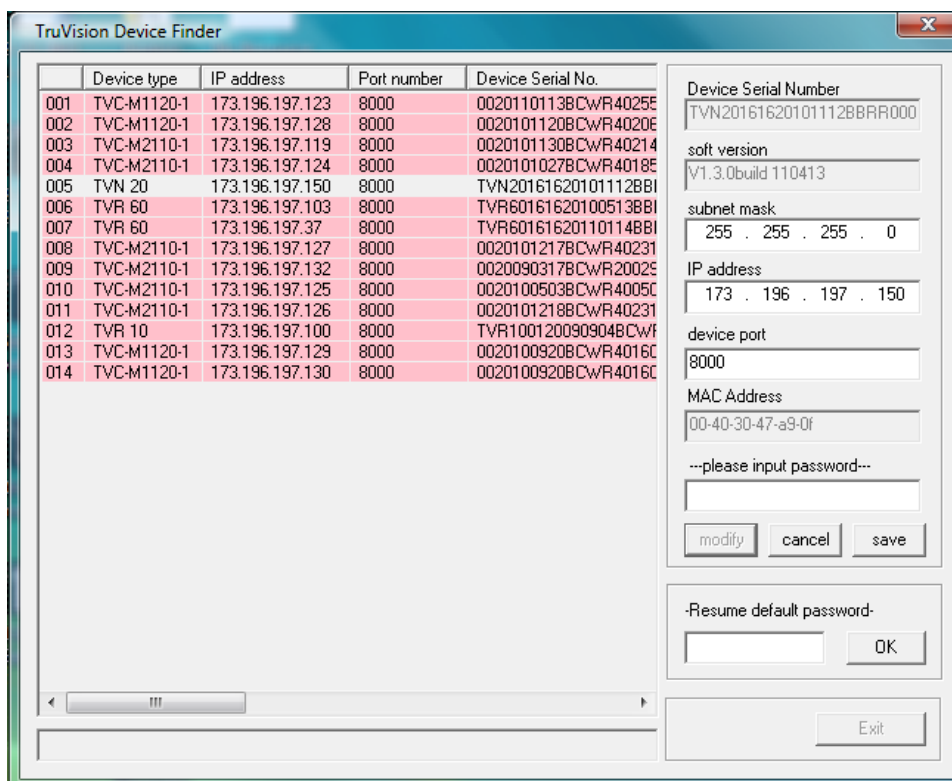 TruVision Device Finder
Device type IP address Port number Device Serial No.
001 TVC-M1120-1 173.196.197.123 8000 0020110113BCWR40255
002 TVC-M1120-1 173.196.197.128 8000 0020101120BCWR40206
003 TVC-M2110-1 173.196.197.119 8000 0020101130BCWR40214
004 TVC-M2110-1 173.196.197.124 8000 0020101027BCWR40185
005 TVN 20 173.196.197.150 8000 TVN20161620101112BBI
006 TVR 60 173.196.197.103 8000 TVR60161620100513BBI
007 TVR 60 173.196.197.37 8000 TVR60161620110114BBI
008 TVC-M2110-1 173.196.197.127 8000 0020101217BCWR40231
009 TVC-M2110-1 173.196.197.132 8000 0020090317BCWR20029
010 TVC-M2110-1 173.196.197.125 8000 0020100503BCWR4005C
011 TVC-M2110-1 173.196.197.126 8000 0020101218BCWR40231
012 TVR 10 173.196.197.100 8000 TVR100120090904BCWF
013 TVC-M1120-1 173.196.197.129 8000 0020100920BCWR4016C
014 TVC-M1120-1 173.196.197.130 8000 0020100920BCWR4016C
Device Serial Number
TVN20161620101112BBRR000
soft version
V1.3.0build 110413
subnet mask
255 . 255 . 255 . 0
IP address
173 . 196 . 197 . 150
device port
8000
MAC Address
00-40-30-47-a9-0f
---please input password---
modify cancel save
-Resume default password-
OK
Exit